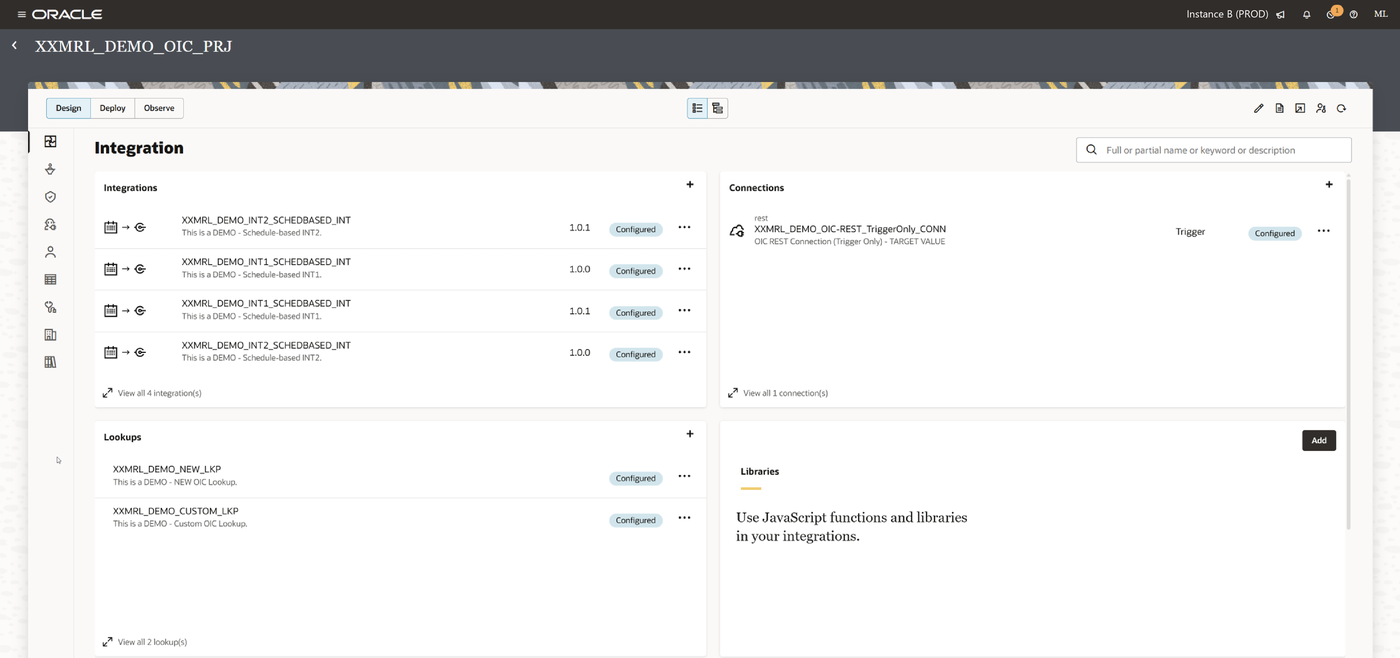 ORACLE
Instance B (PROD)
1
ML
XXMRL_DEMO_OIC_PRJ
Design
Deploy
Observe
Integration
Full or partial name or keyword or description
Integrations
XXMRL_DEMO_INT2_SCHEDBASED_INT
This is a DEMO - Schedule-based INT2.
1.0.1
Configured
XXMRL_DEMO_INT1_SCHEDBASED_INT
This is a DEMO - Schedule-based INT1.
1.0.0
Configured
XXMRL_DEMO_INT1_SCHEDBASED_INT
This is a DEMO - Schedule-based INT1.
1.0.1
Configured
XXMRL_DEMO_INT2_SCHEDBASED_INT
This is a DEMO - Schedule-based INT2.
1.0.0
Configured
View all 4 integration(s)
Connections
rest
XXMRL_DEMO_OIC-REST_TriggerOnly_CONN
OIC REST Connection (Trigger Only) - TARGET VALUE
Trigger
Configured
View all 1 connection(s)
Lookups
XXMRL_DEMO_NEW_LKP
This is a DEMO - NEW OIC Lookup.
Configured
XXMRL_DEMO_CUSTOM_LKP
This is a DEMO - Custom OIC Lookup.
Configured
View all 2 lookup(s)
Add
Libraries
Use JavaScript functions and libraries
in your integrations.